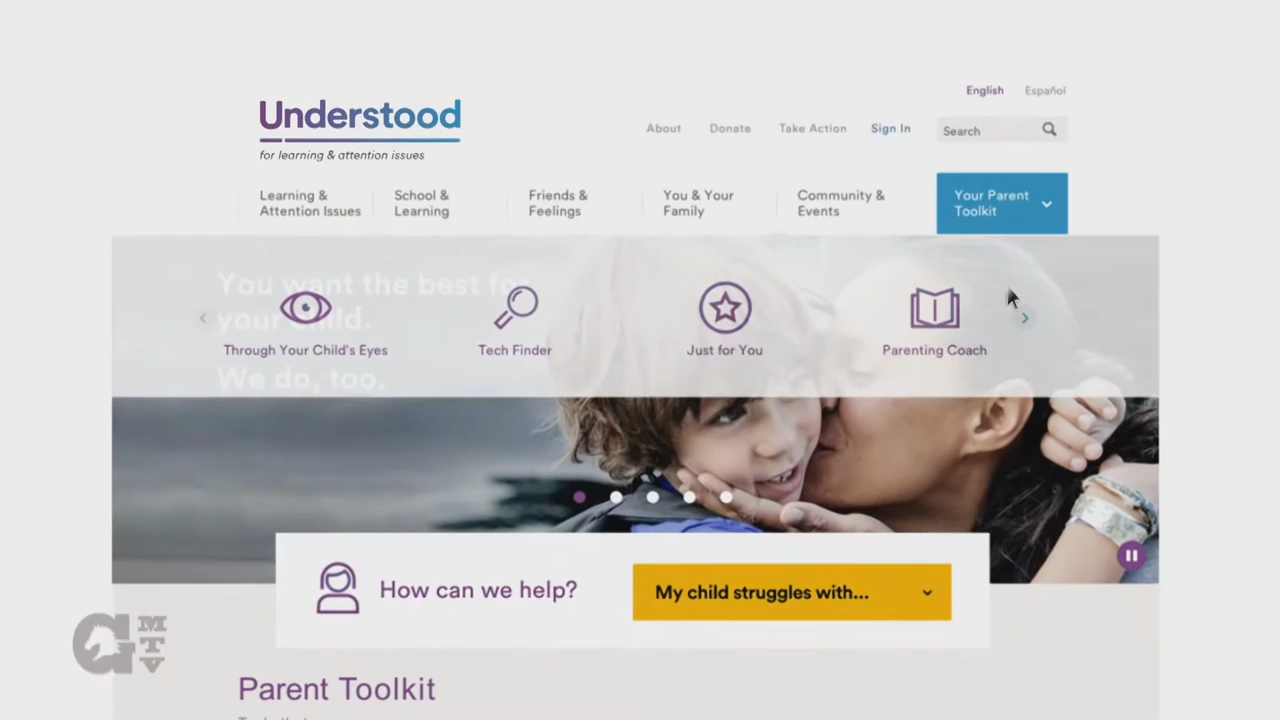 English Español
Understood
for learning & attention issues
About Donate Take Action Sign In Search
Learning &
Attention Issues
School &
Learning
Friends &
Feelings
You & Your
Family
Community &
Events
Your Parent
Toolkit
You want the best for
your child.
We do, too.
Through Your Child's Eyes
Tech Finder
Just for You
Parenting Coach
How can we help?
My child struggles with...
G
MTV
Parent Toolkit